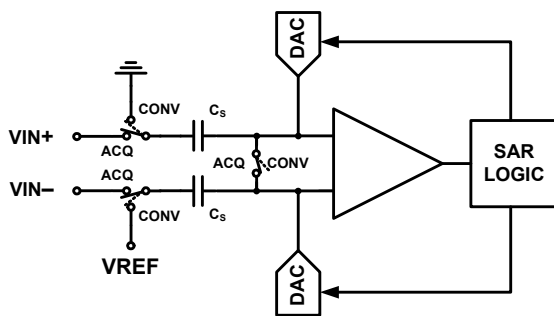 DAC
CONV
Cs
VIN+
ACQ
ACQ
ACQ
CONV
SAR
LOGIC
VIN−
CONV
Cs
VREF
DAC